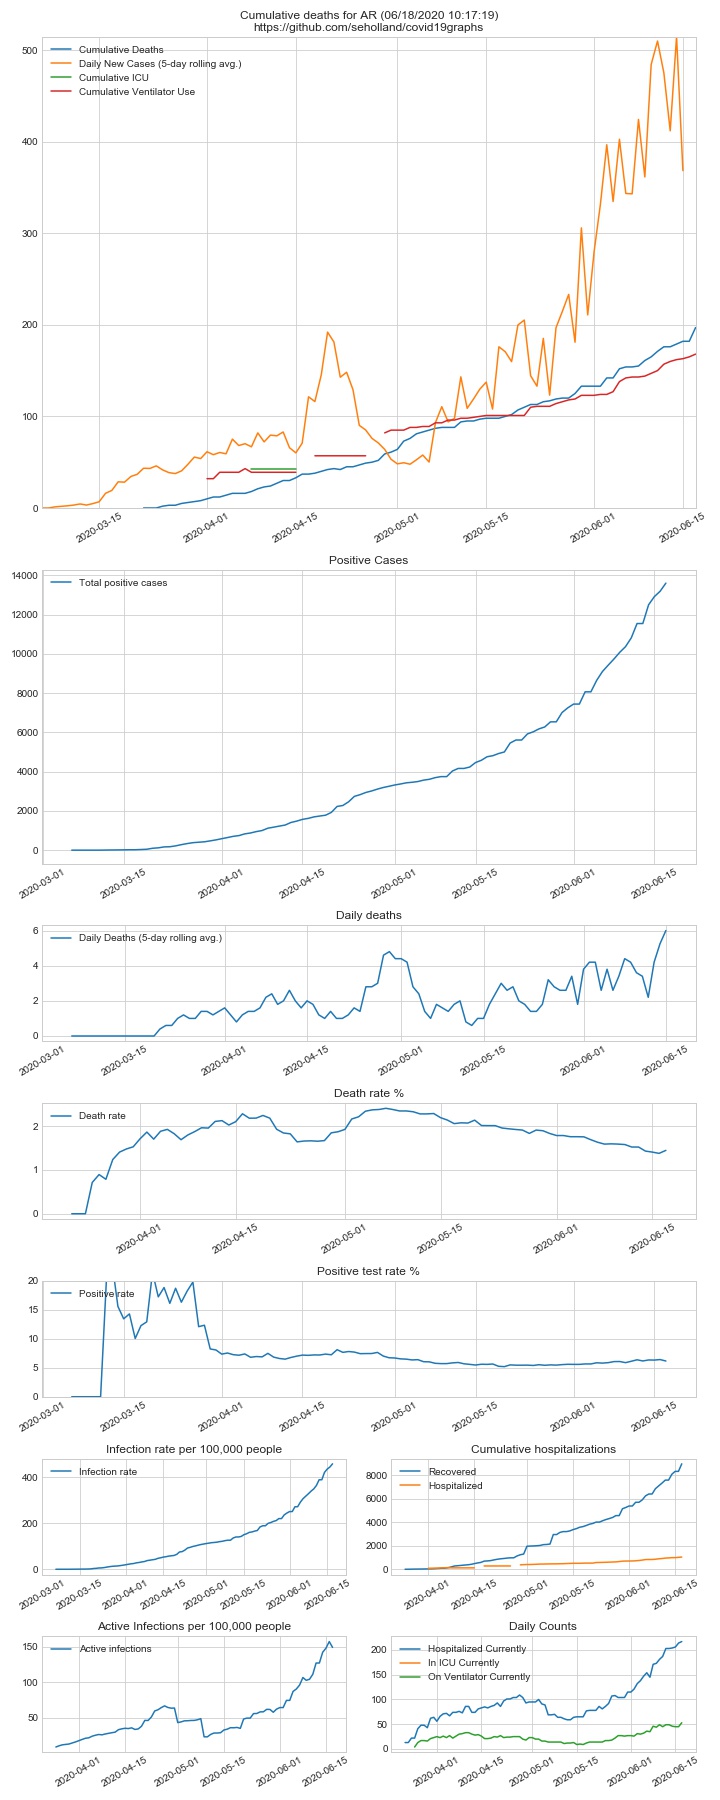 Cumulative deaths for AR (06/18/2020 10:17:19)
https://github.com/seholland/covid19graphs
Cumulative Deaths
Daily New Cases (5-day rolling avg.)
Cumulative ICU
Cumulative Ventilator Use
500
400
300
200
100
0
2020-03-15 2020-04-01 2020-04-15 2020-05-01 2020-05-15 2020-06-01 2020-06-15
Positive Cases
Total positive cases
14000
12000
10000
8000
6000
4000
2000
0
2020-03-01 2020-03-15 2020-04-01 2020-04-15 2020-05-01 2020-05-15 2020-06-01 2020-06-15
Daily deaths
Daily Deaths (5-day rolling avg.)
6
4
2
0
2020-03-01 2020-03-15 2020-04-01 2020-04-15 2020-05-01 2020-05-15 2020-06-01 2020-06-15
Death rate %
Death rate
2
1
0
2020-04-01 2020-04-15 2020-05-01 2020-05-15 2020-06-01 2020-06-15
Positive test rate %
Positive rate
20
15
10
5
0
2020-03-01 2020-03-15 2020-04-01 2020-04-15 2020-05-01 2020-05-15 2020-06-01 2020-06-15
Infection rate per 100,000 people
Infection rate
400
200
0
2020-03-01 2020-03-15 2020-04-01 2020-04-15 2020-05-01 2020-05-15 2020-06-01 2020-06-15
Cumulative hospitalizations
Recovered
Hospitalized
8000
6000
4000
2000
0
2020-04-01 2020-04-15 2020-05-01 2020-05-15 2020-06-01 2020-06-15
Active Infections per 100,000 people
Active infections
150
100
50
2020-04-01 2020-04-15 2020-05-01 2020-05-15 2020-06-01 2020-06-15
Daily Counts
Hospitalized Currently
In ICU Currently
On Ventilator Currently
200
150
100
50
0
2020-04-01 2020-04-15 2020-05-01 2020-05-15 2020-06-01 2020-06-15